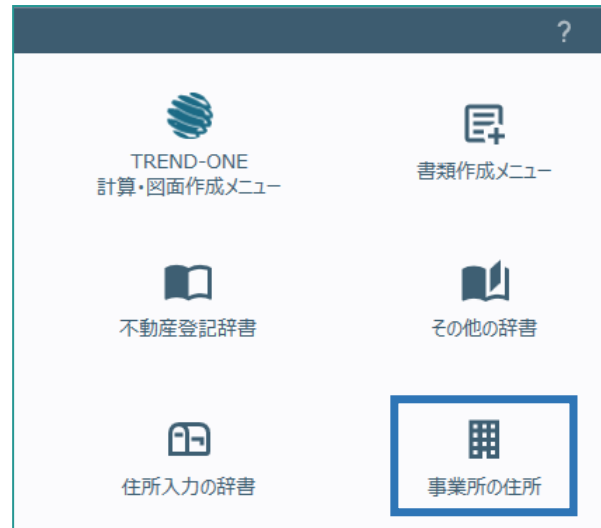 ?
TREND-ONE
計算・図面作成メニュー
書類作成メニュー
不動産登記辞書
その他の辞書
住所入力の辞書
事業所の住所